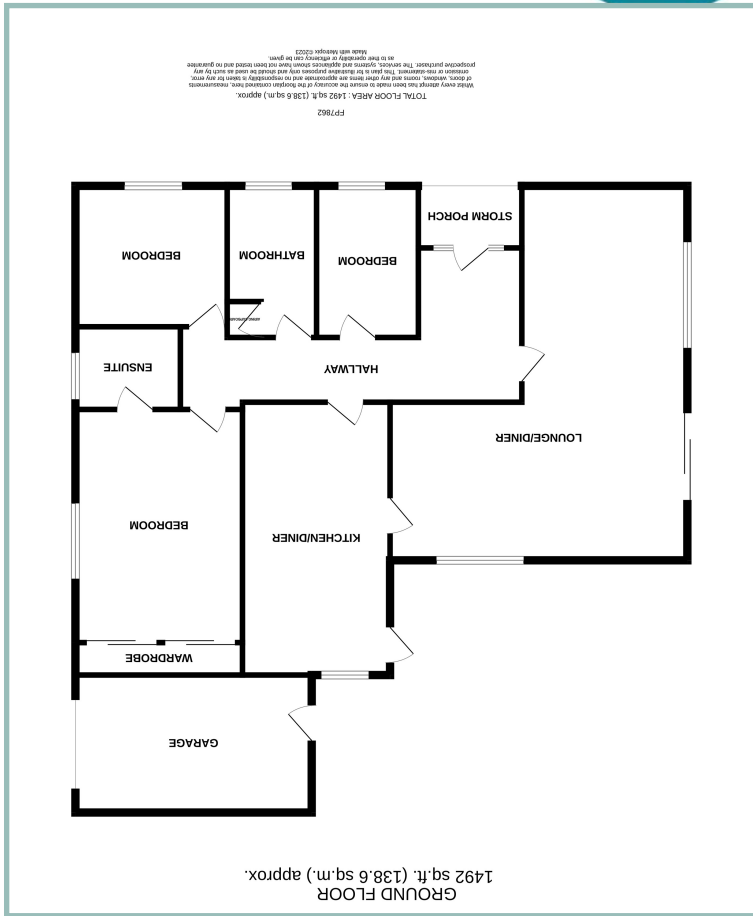 GROUND FLOOR
1492 sq.ft. (138.6 sq.m.) approx.
GARAGE
WARDROBE
KITCHEN/DINER
BEDROOM
LOUNGE/DINER
HALLWAY
ENSUITE
AIRING CUPBOARD
BEDROOM
BATHROOM
BEDROOM
STORM PORCH
FP7862
TOTAL FLOOR AREA : 1492 sq.ft. (138.6 sq.m.) approx.
Whilst every attempt has been made to ensure the accuracy of the floorplan contained here, measurements
of doors, windows, rooms and any other items are approximate and no responsibility is taken for any error,
omission or mis-statement. This plan is for illustrative purposes only and should be used as such by any
prospective purchaser. The services, systems and appliances shown have not been tested and no guarantee
as to their operability or efficiency can be given.
Made with Metropix ©2023